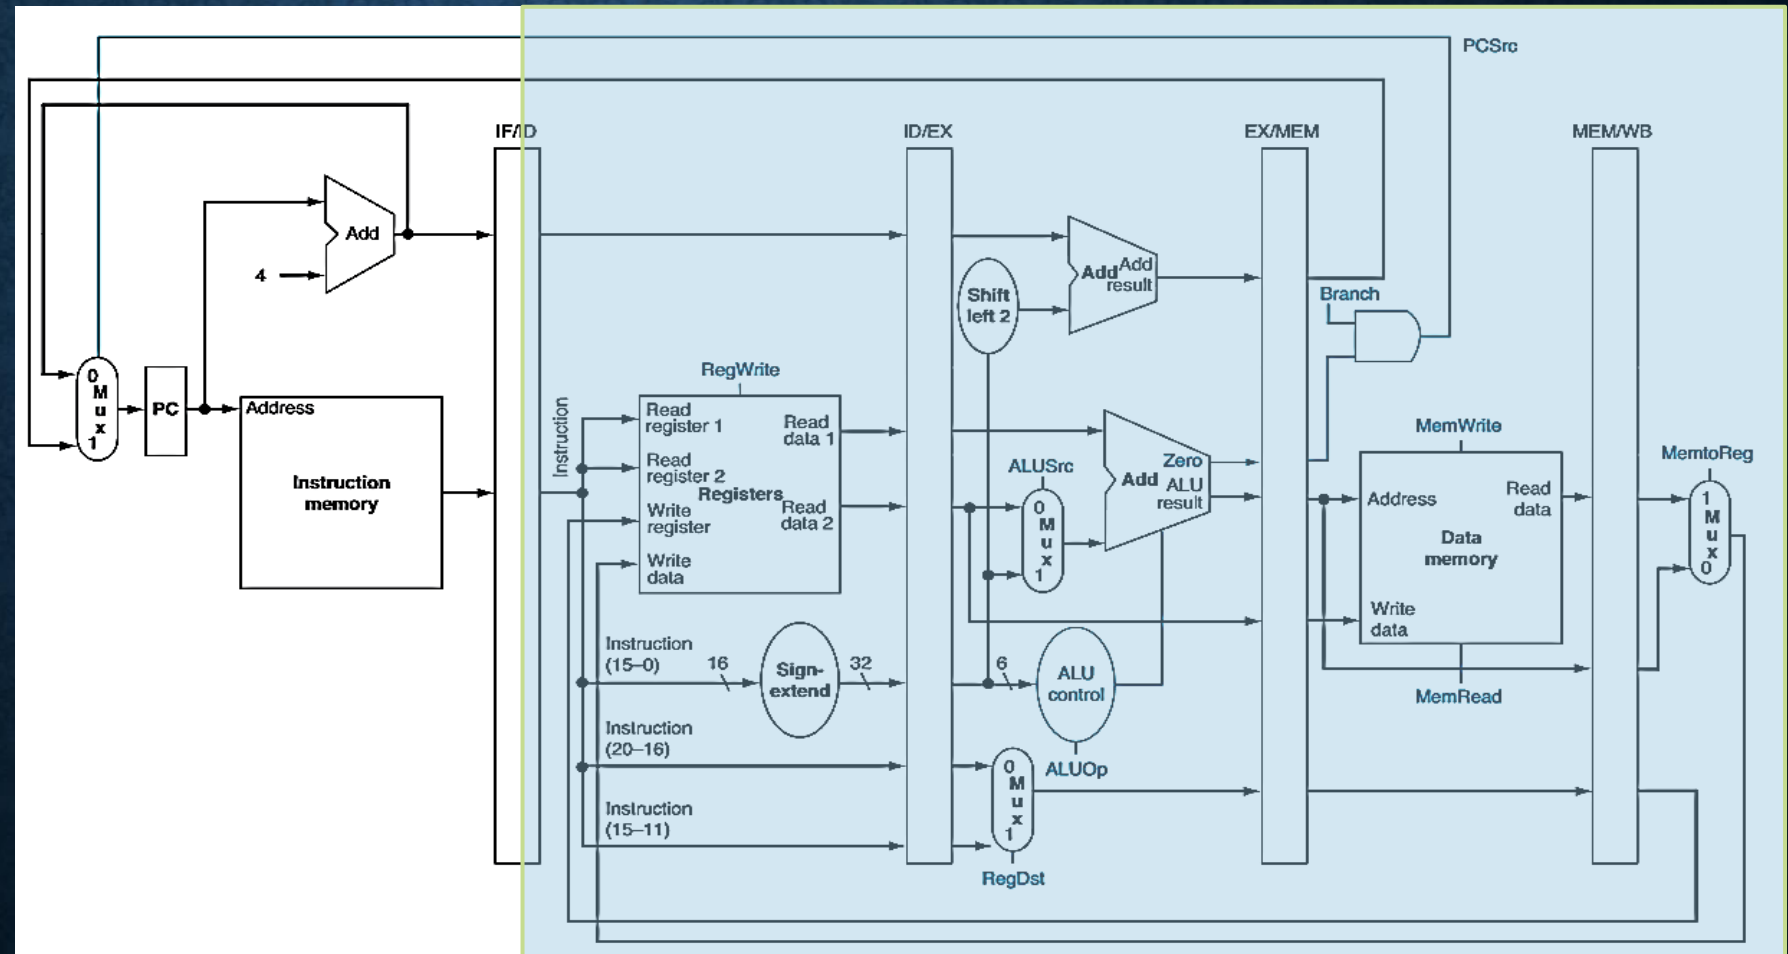 PCSrc
IF/ID
ID/EX
EX/MEM
MEM/WB
Add
4
Add Add
result
Shift
left 2
Branch
RegWrite
0
M
u
x
1
PC
Address
Instruction
memory
Instruction
Read
register 1
Read
data 1
Read
register 2
Registers
Write
register
Read
data 2
Write
data
ALUSrc
0
M
u
x
1
Zero
Add
ALU
result
MemWrite
Address
Read
data
Data
memory
Write
data
MemRead
MemtoReg
1
M
u
x
0
Instruction
(15–0)
16
Sign-
extend
32
6
ALU
control
ALUOp
Instruction
(20–16)
0
M
u
x
1
Instruction
(15–11)
RegDst